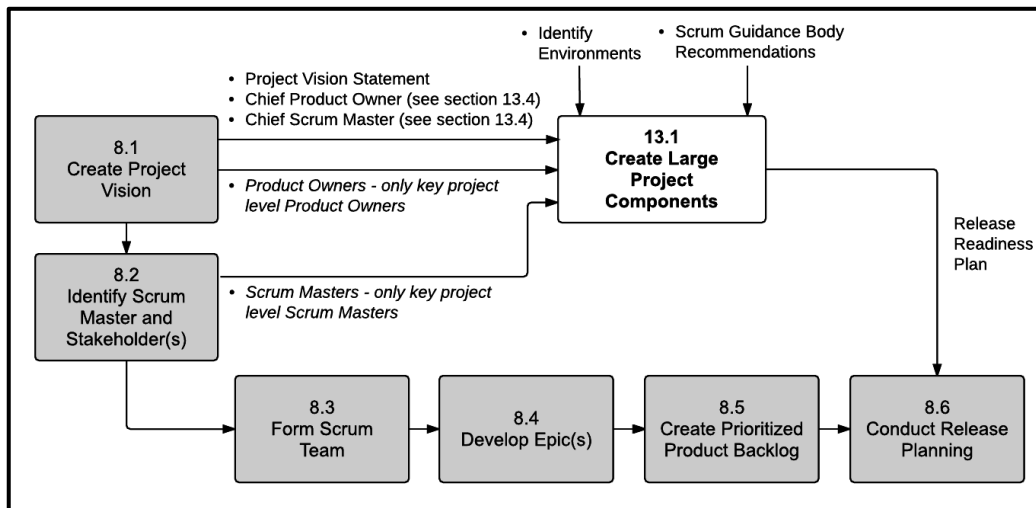 • Identify
Environments
• Scrum Guidance Body
Recommendations
• Project Vision Statement
• Chief Product Owner (see section 13.4)
• Chief Scrum Master (see section 13.4)
8.1
Create Project
Vision
13.1
Create Large
Project
Components
• Product Owners - only key project
level Product Owners
Release
Readiness
Plan
8.2
Identify Scrum
Master and
Stakeholder(s)
• Scrum Masters - only key project
level Scrum Masters
8.3
Form Scrum
Team
8.4
Develop Epic(s)
8.5
Create Prioritized
Product Backlog
8.6
Conduct Release
Planning